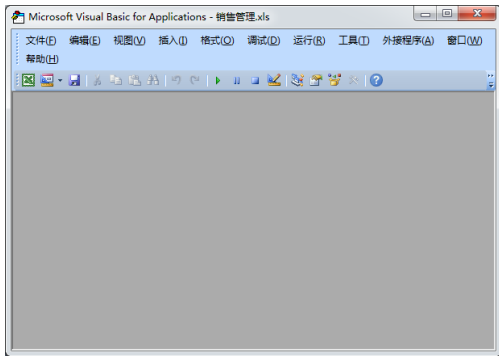 Microsoft Visual Basic for Applications - 销售管理.xls
文件(F) 编辑(E) 视图(V) 插入(I) 格式(O) 调试(D) 运行(R) 工具(T) 外接程序(A) 窗口(W)
帮助(H)